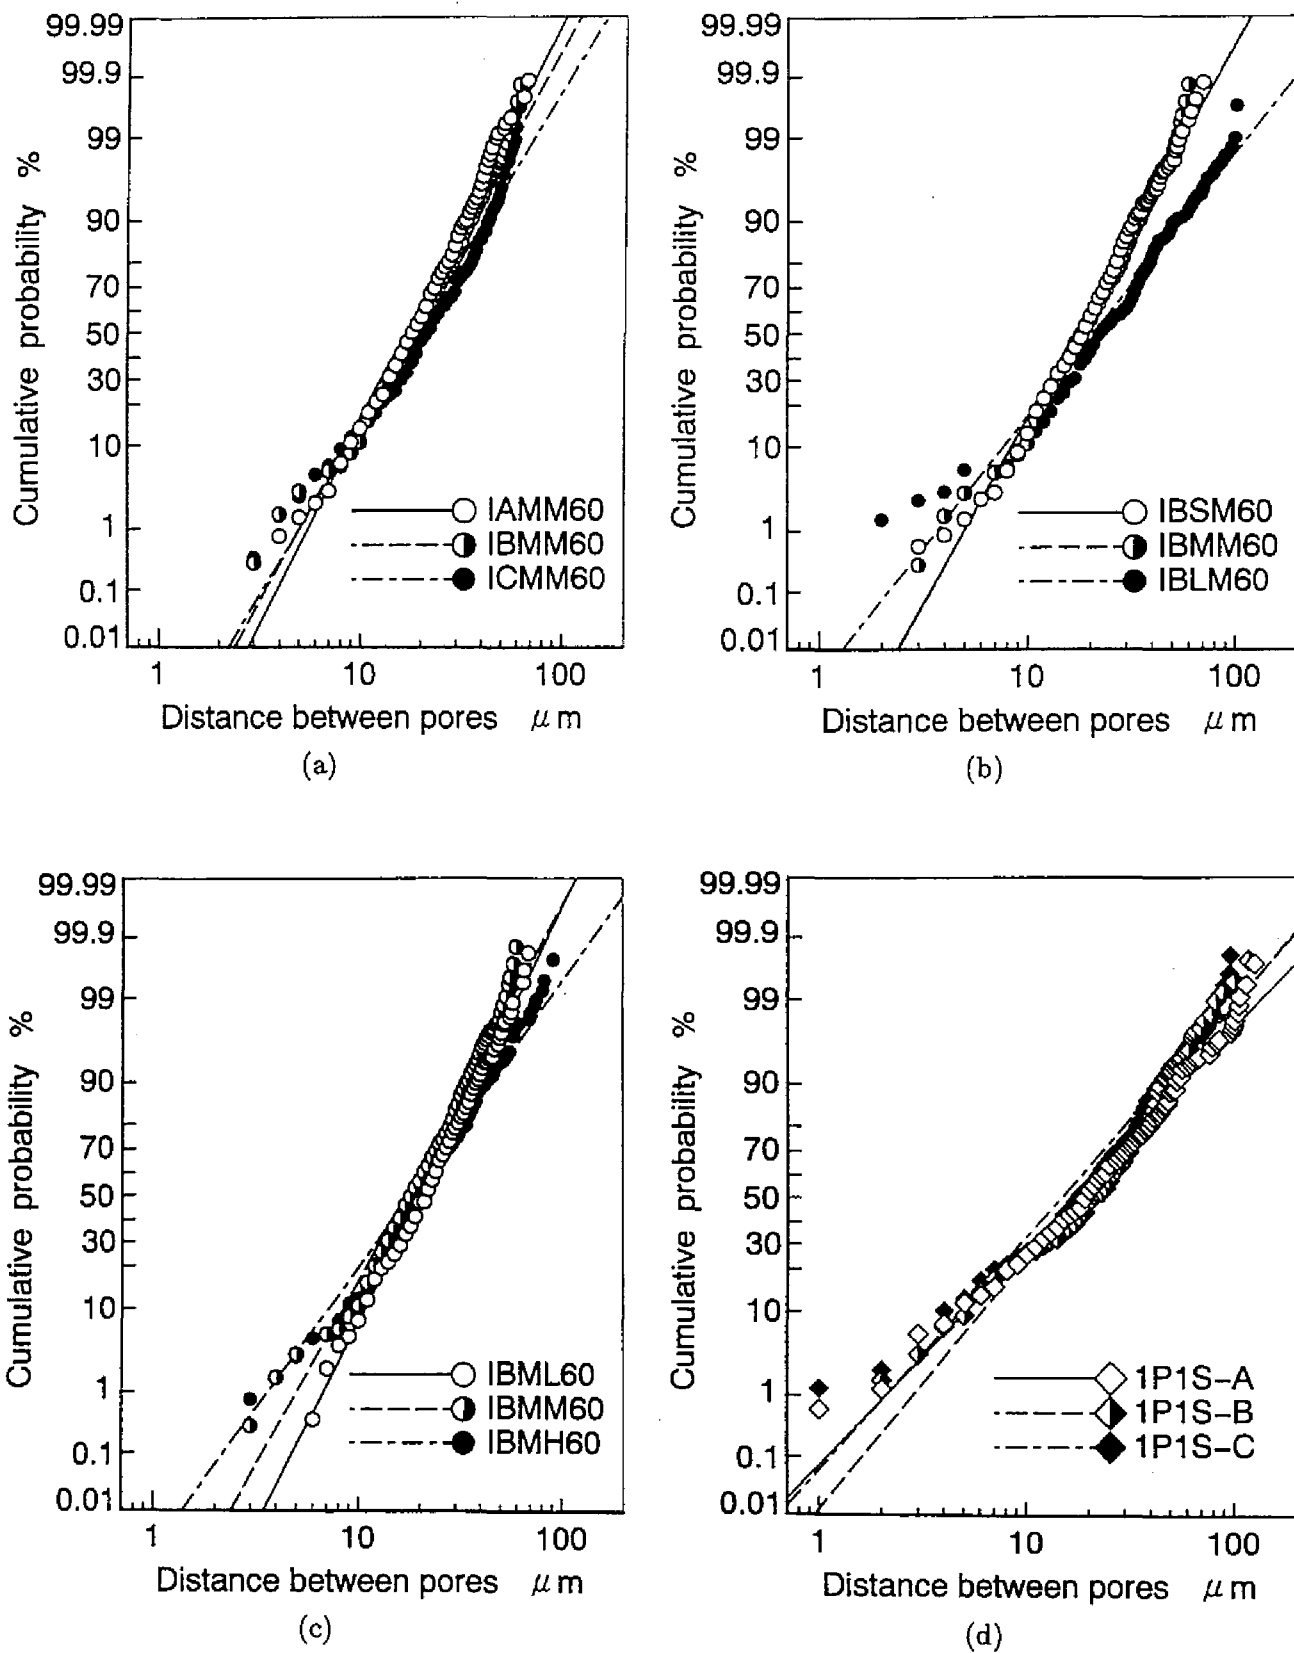 99.99
99.9
99
90
70
50
30
10
1
0.1
0.01
Cumulative probability %
IAMM60
IBMM60
ICMM60
1 10 100
Distance between pores μm
(a)
99.99
99.9
99
90
70
50
30
10
1
0.1
0.01
Cumulative probability %
IBSM60
IBMM60
IBLM60
1 10 100
Distance between pores μm
(b)
99.99
99.9
99
90
70
50
30
10
1
0.1
0.01
Cumulative probability %
IBML60
IBMM60
IBMH60
1 10 100
Distance between pores μm
(c)
99.99
99.9
99
90
70
50
30
10
1
0.1
0.01
Cumulative probability %
1P1S-A
1P1S-B
1P1S-C
1 10 100
Distance between pores μm
(d)